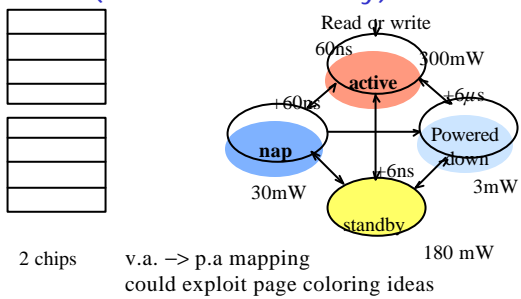 Read or write
60ns
300mW
active
+60ns
+6µs
Powered
down
nap
+6ns
30mW
3mW
standby
180 mW
2 chips
v.a. −> p.a mapping
could exploit page coloring ideas